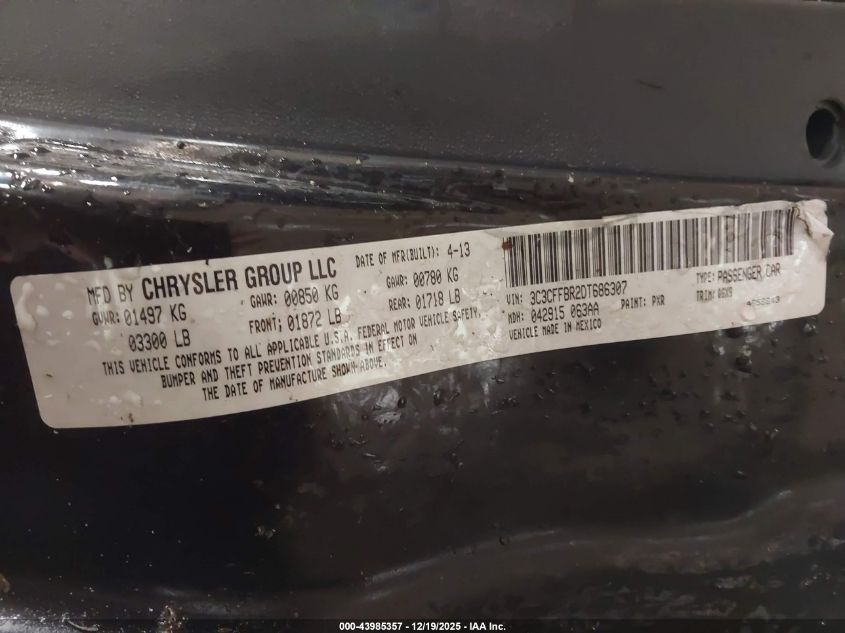 MFD BY CHRYSLER GROUP LLC
DATE OF MFR(BUILT): 4-13
GVWR: 01497 KG
GAWR: 00850 KG
GAWR: 00780 KG
03300 LB
FRONT: 01872 LB
REAR: 01718 LB
THIS VEHICLE CONFORMS TO ALL APPLICABLE U.S.A. FEDERAL MOTOR VEHICLE SAFETY,
BUMPER AND THEFT PREVENTION STANDARDS IN EFFECT ON
THE DATE OF MANUFACTURE SHOWN ABOVE.
VIN: 3C3CFFBR2DT686307
TYPE: PASSENGER CAR
MDH: 042915 063AA
PAINT: PXR
TRIM:
VEHICLE MADE IN MEXICO
000-43985357 - 12/19/2025 - IAA Inc.